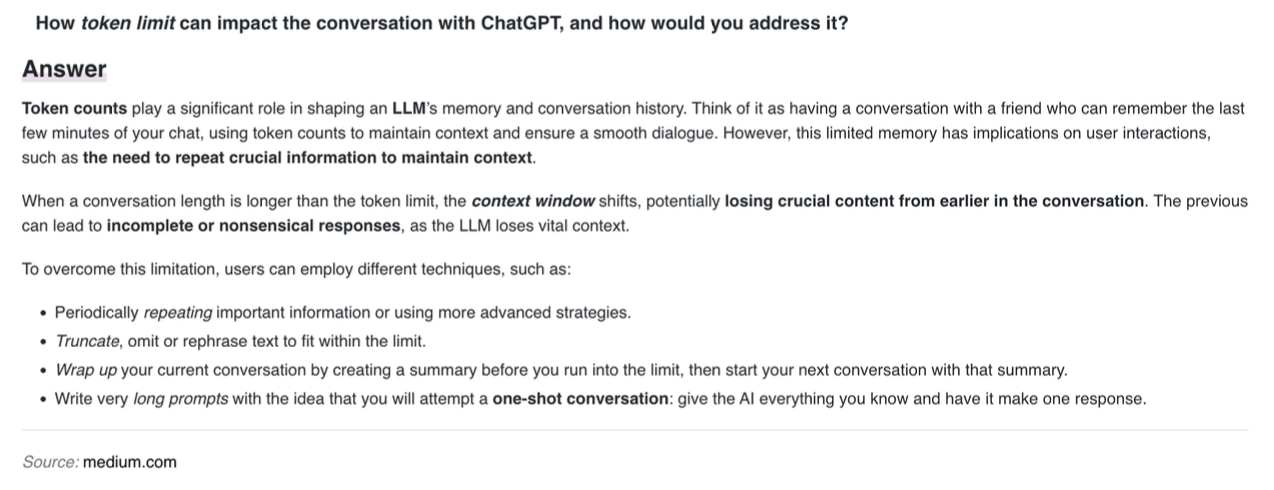 How token limit can impact the conversation with ChatGPT, and how would you address it?
Answer
Token counts play a significant role in shaping an LLM's memory and conversation history. Think of it as having a conversation with a friend who can remember the last
few minutes of your chat, using token counts to maintain context and ensure a smooth dialogue. However, this limited memory has implications on user interactions,
such as the need to repeat crucial information to maintain context.
When a conversation length is longer than the token limit, the context window shifts, potentially losing crucial content from earlier in the conversation. The previous
can lead to incomplete or nonsensical responses, as the LLM loses vital context.
To overcome this limitation, users can employ different techniques, such as:
• Periodically repeating important information or using more advanced strategies.
• Truncate, omit or rephrase text to fit within the limit.
• Wrap up your current conversation by creating a summary before you run into the limit, then start your next conversation with that summary.
• Write very long prompts with the idea that you will attempt a one-shot conversation: give the AI everything you know and have it make one response.
Source: medium.com